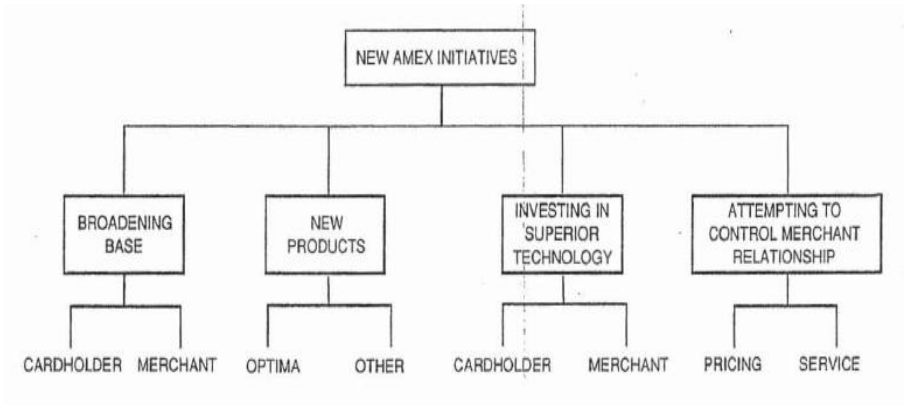 NEW AMEX INITIATIVES
BROADENING
BASE
NEW
PRODUCTS
INVESTING IN
SUPERIOR
TECHNOLOGY
ATTEMPTING TO
CONTROL MERCHANT
RELATIONSHIP
CARDHOLDER
MERCHANT
OPTIMA
OTHER
CARDHOLDER
MERCHANT
PRICING
SERVICE